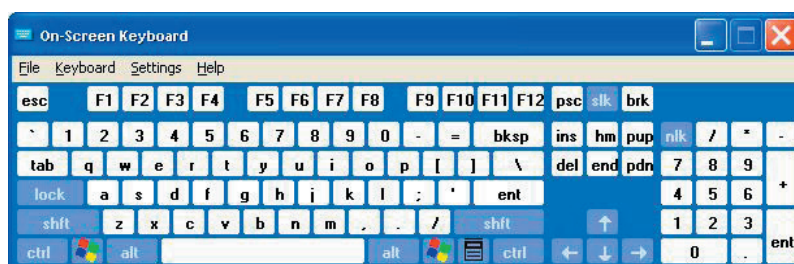 On-Screen Keyboard
File Keyboard Settings Help
esc F1 F2 F3 F4 F5 F6 F7 F8 F9 F10 F11 F12 psc slk brk
` 1 2 3 4 5 6 7 8 9 0 - = bksp ins hm pup nlk / * -
tab q w e r t y u i o p [ ] \ del end pdn 7 8 9
lock a s d f g h j k l ; ' ent 4 5 6 +
shft z x c v b n m , . / shft ↑ 1 2 3
ctrl alt alt ctrl ← ↓ → 0 . ent